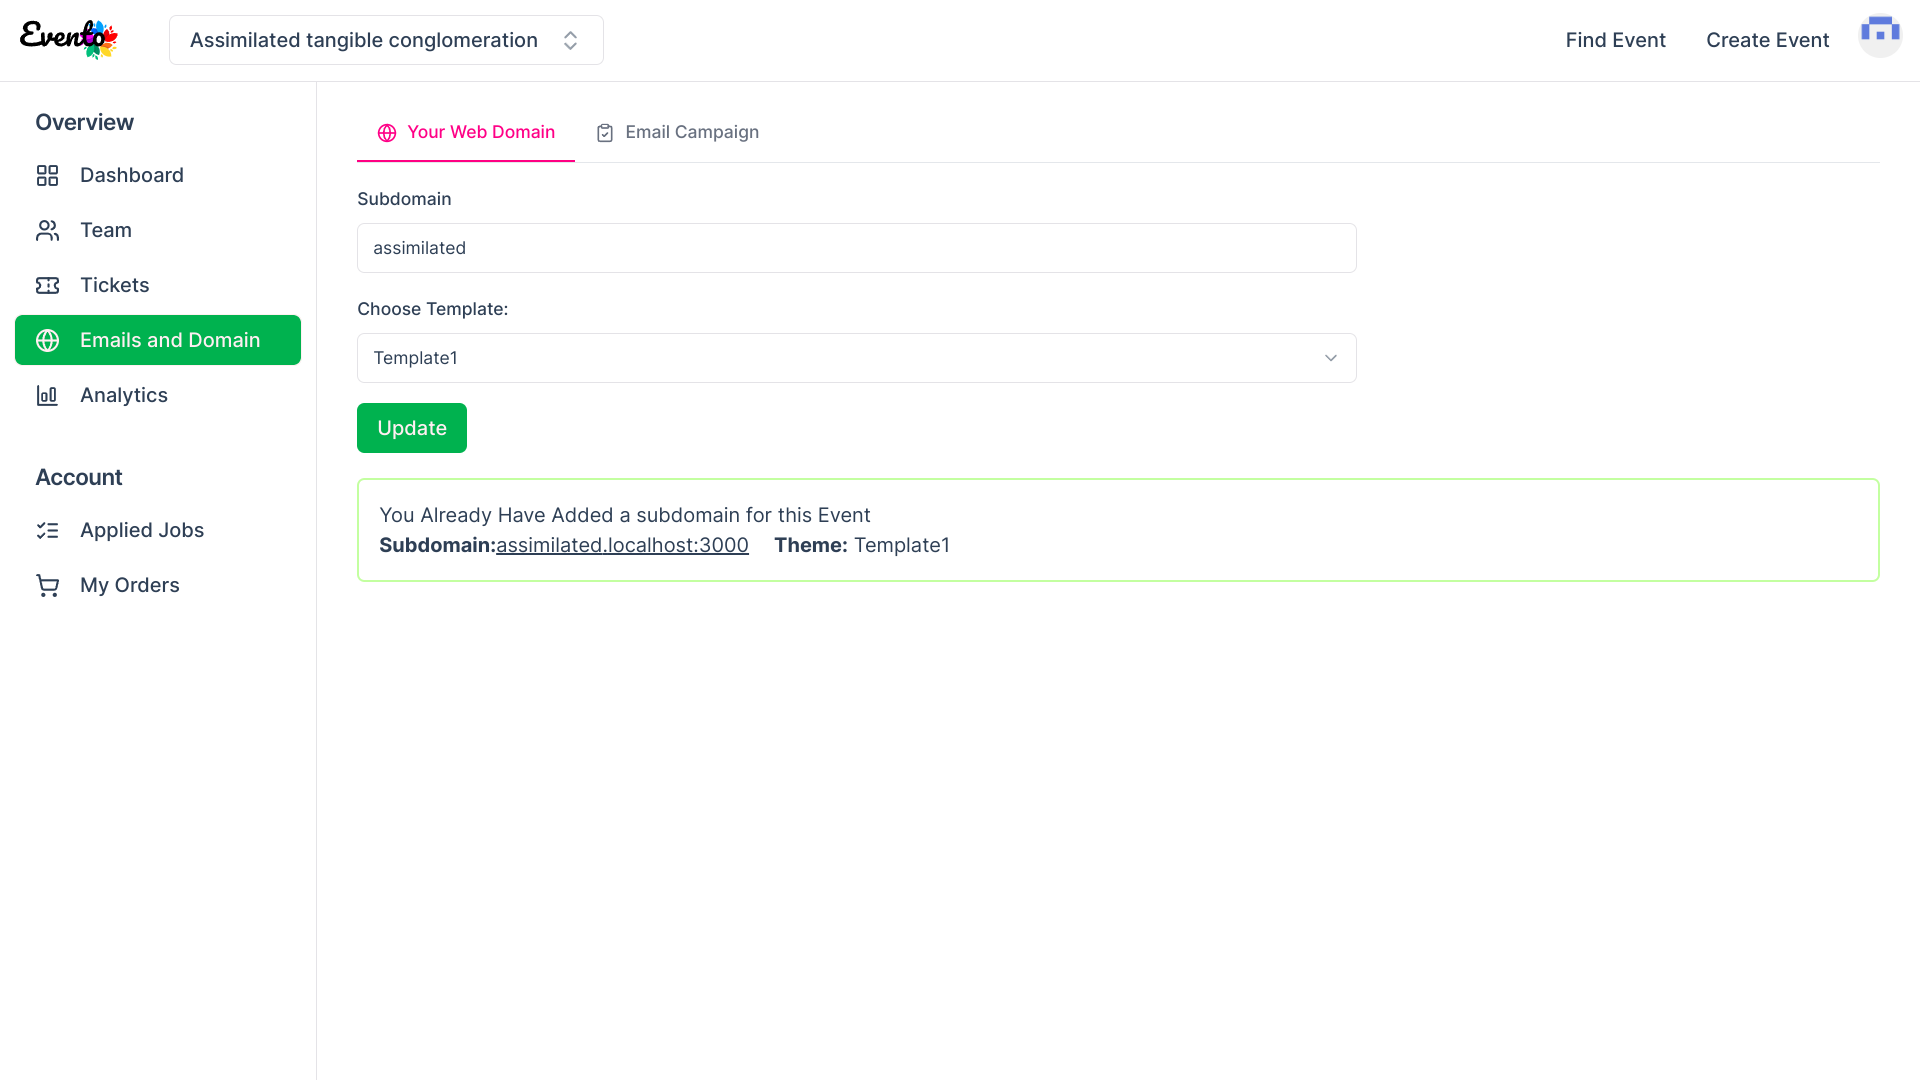 Evento
Assimilated tangible conglomeration
Find Event
Create Event
Overview
Dashboard
Team
Tickets
Emails and Domain
Analytics
Account
Applied Jobs
My Orders
Your Web Domain
Email Campaign
Subdomain
assimilated
Choose Template:
Template1
Update
You Already Have Added a subdomain for this Event
Subdomain:assimilated.localhost:3000 Theme: Template1